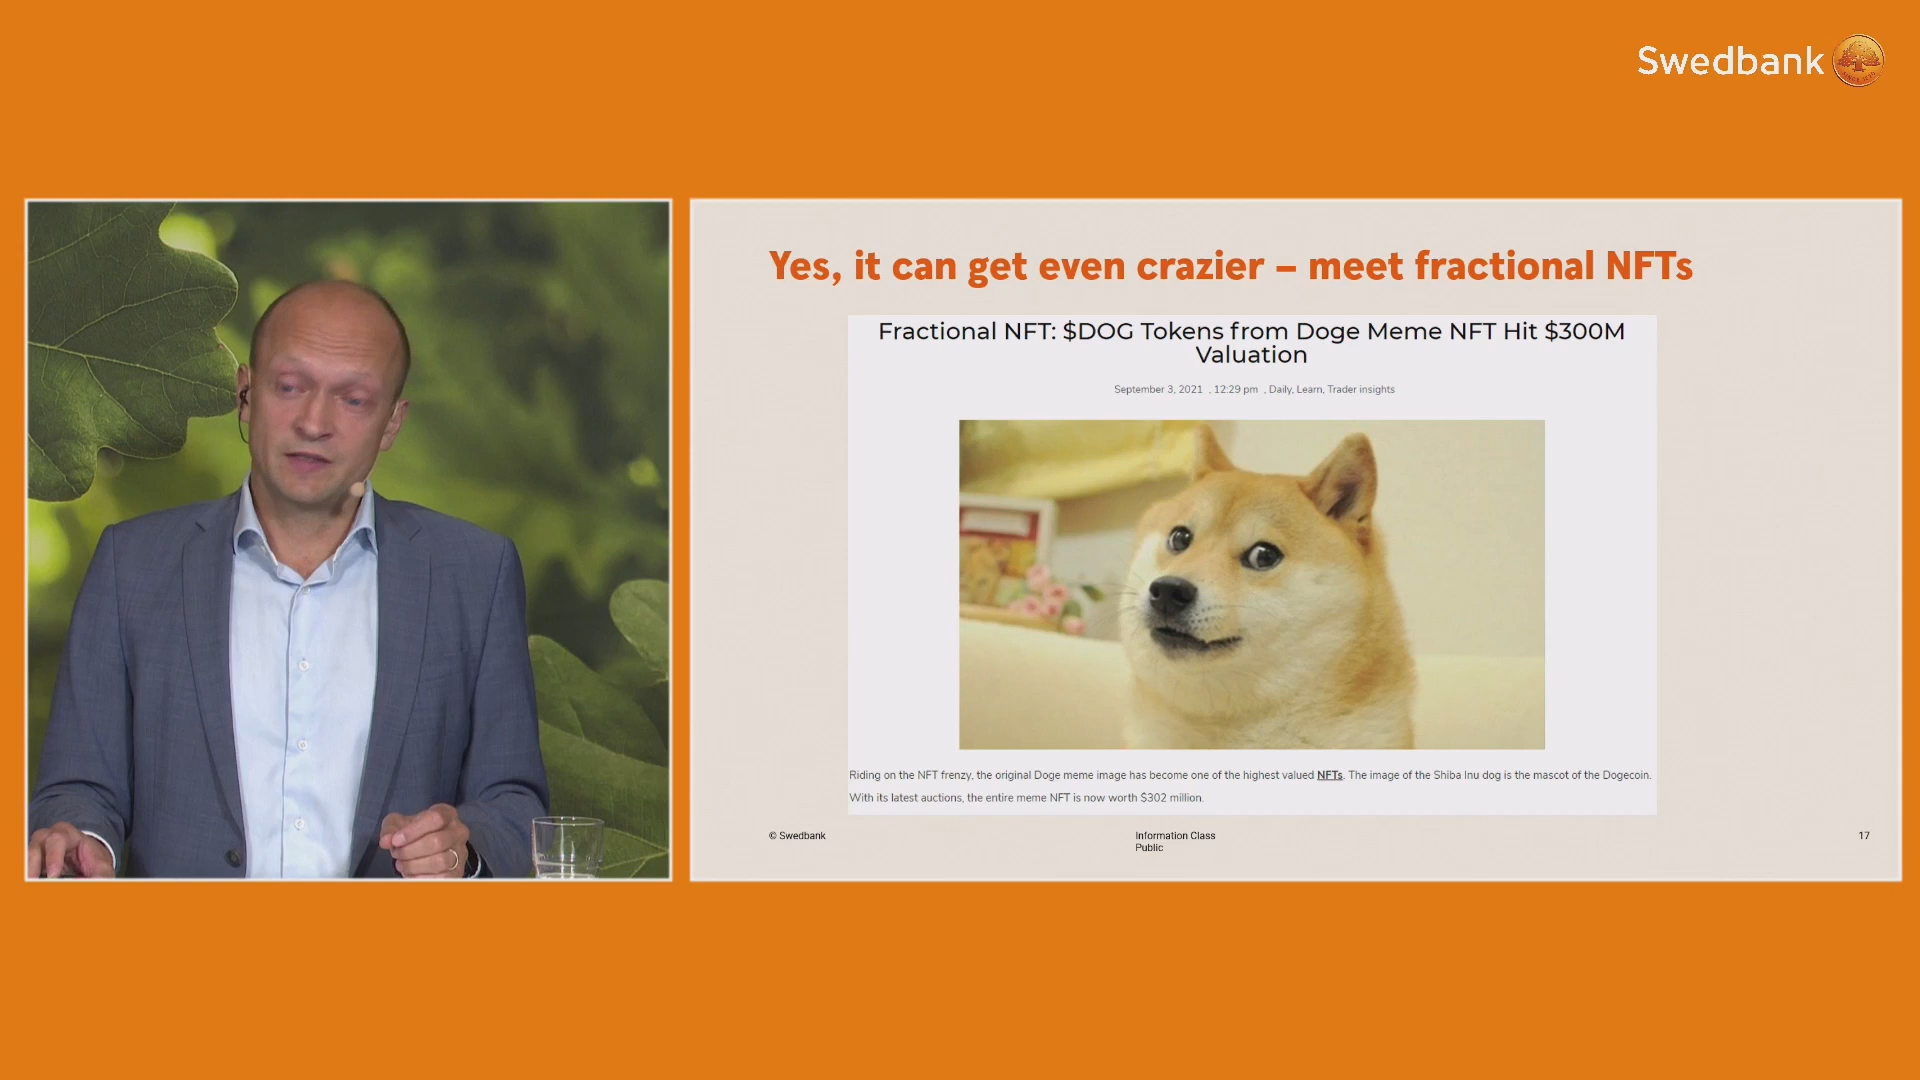 Swedbank
Yes, it can get even crazier – meet fractional NFTs
Fractional NFT: $DOG Tokens from Doge Meme NFT Hit $300M
Valuation
September 3, 2021 , 12:29 pm , Daily, Learn, Trader insights
Riding on the NFT frenzy, the original Doge meme image has become one of the highest valued NFTs. The image of the Shiba Inu dog is the mascot of the Dogecoin.
With its latest auctions, the entire meme NFT is now worth $302 million.
© Swedbank
Information Class
Public
17